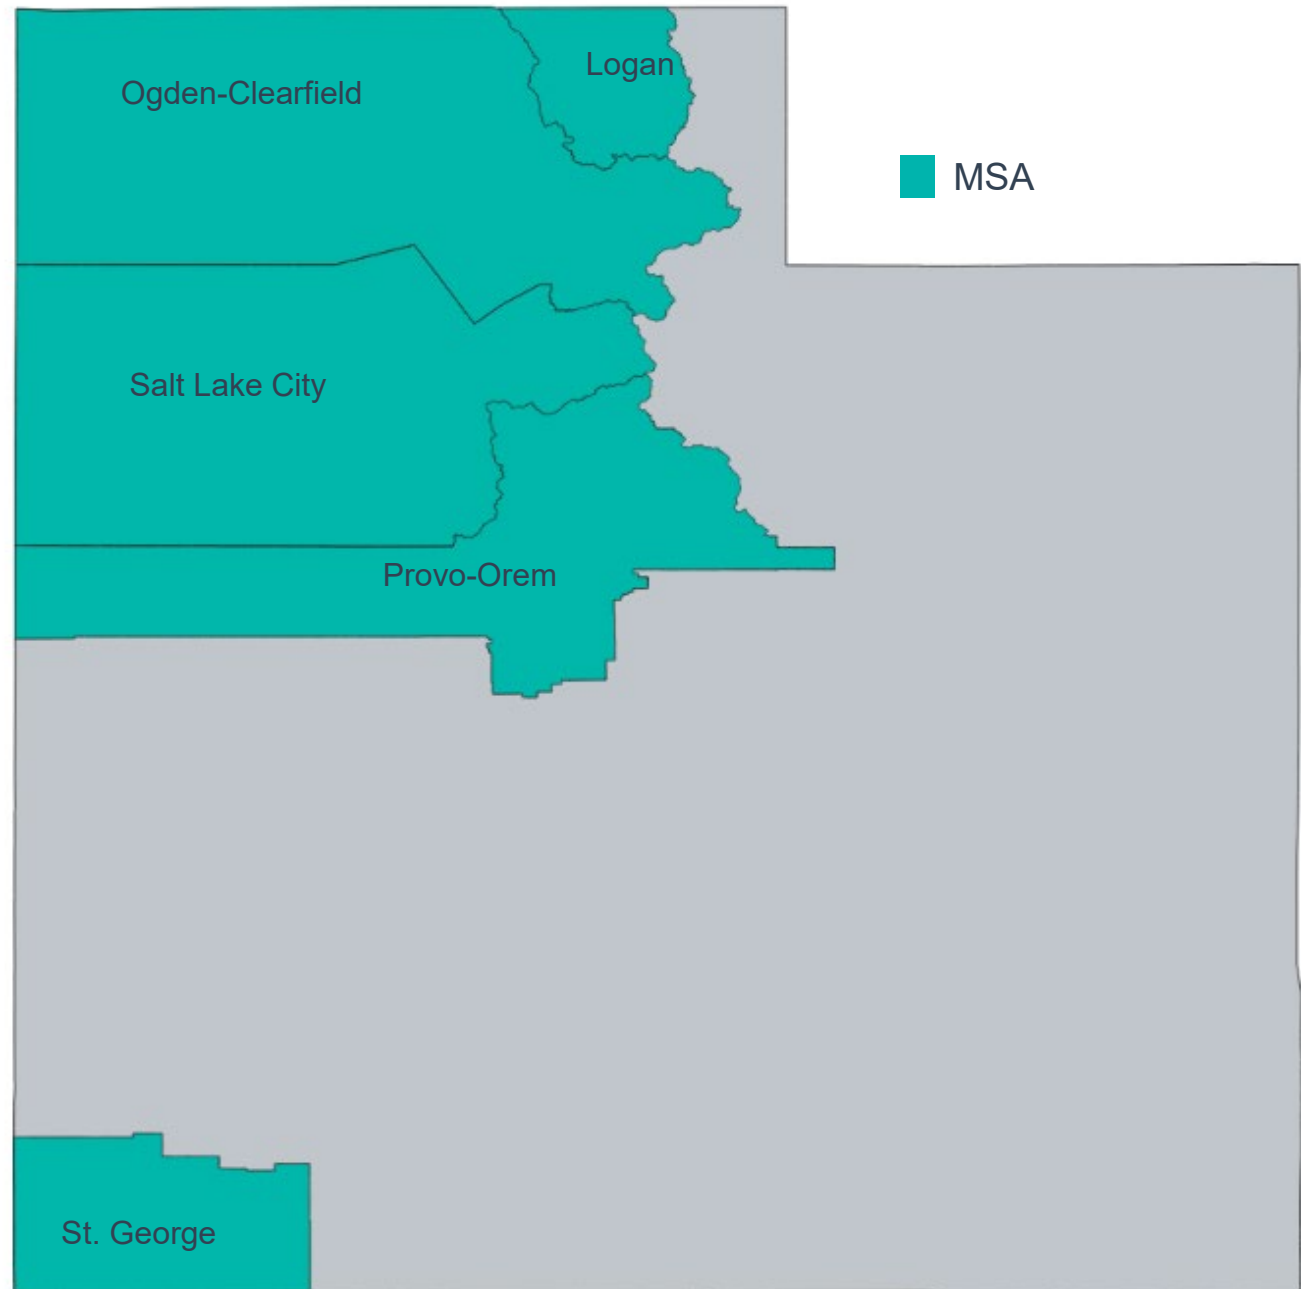 Logan
Ogden-Clearfield
MSA
Salt Lake City
Provo-Orem
St. George